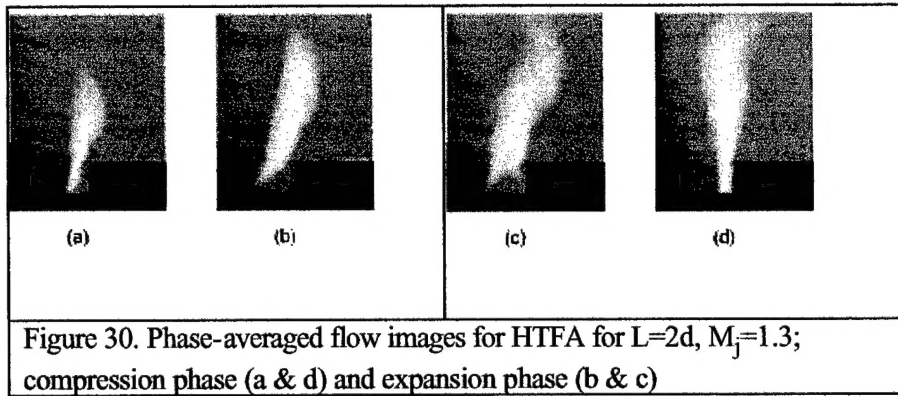 (a) (b) (c) (d)
Figure 30. Phase-averaged flow images for HTFA for L=2d, Mj=1.3;
compression phase (a & d) and expansion phase (b & c)